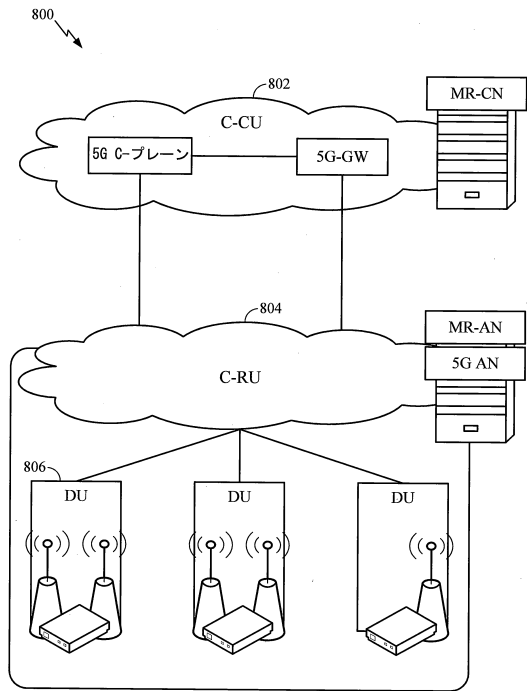 800
802
MR-CN
C-CU
5G C-プレーン
5G-GW
804
MR-AN
5G AN
C-RU
806
DU
DU
DU